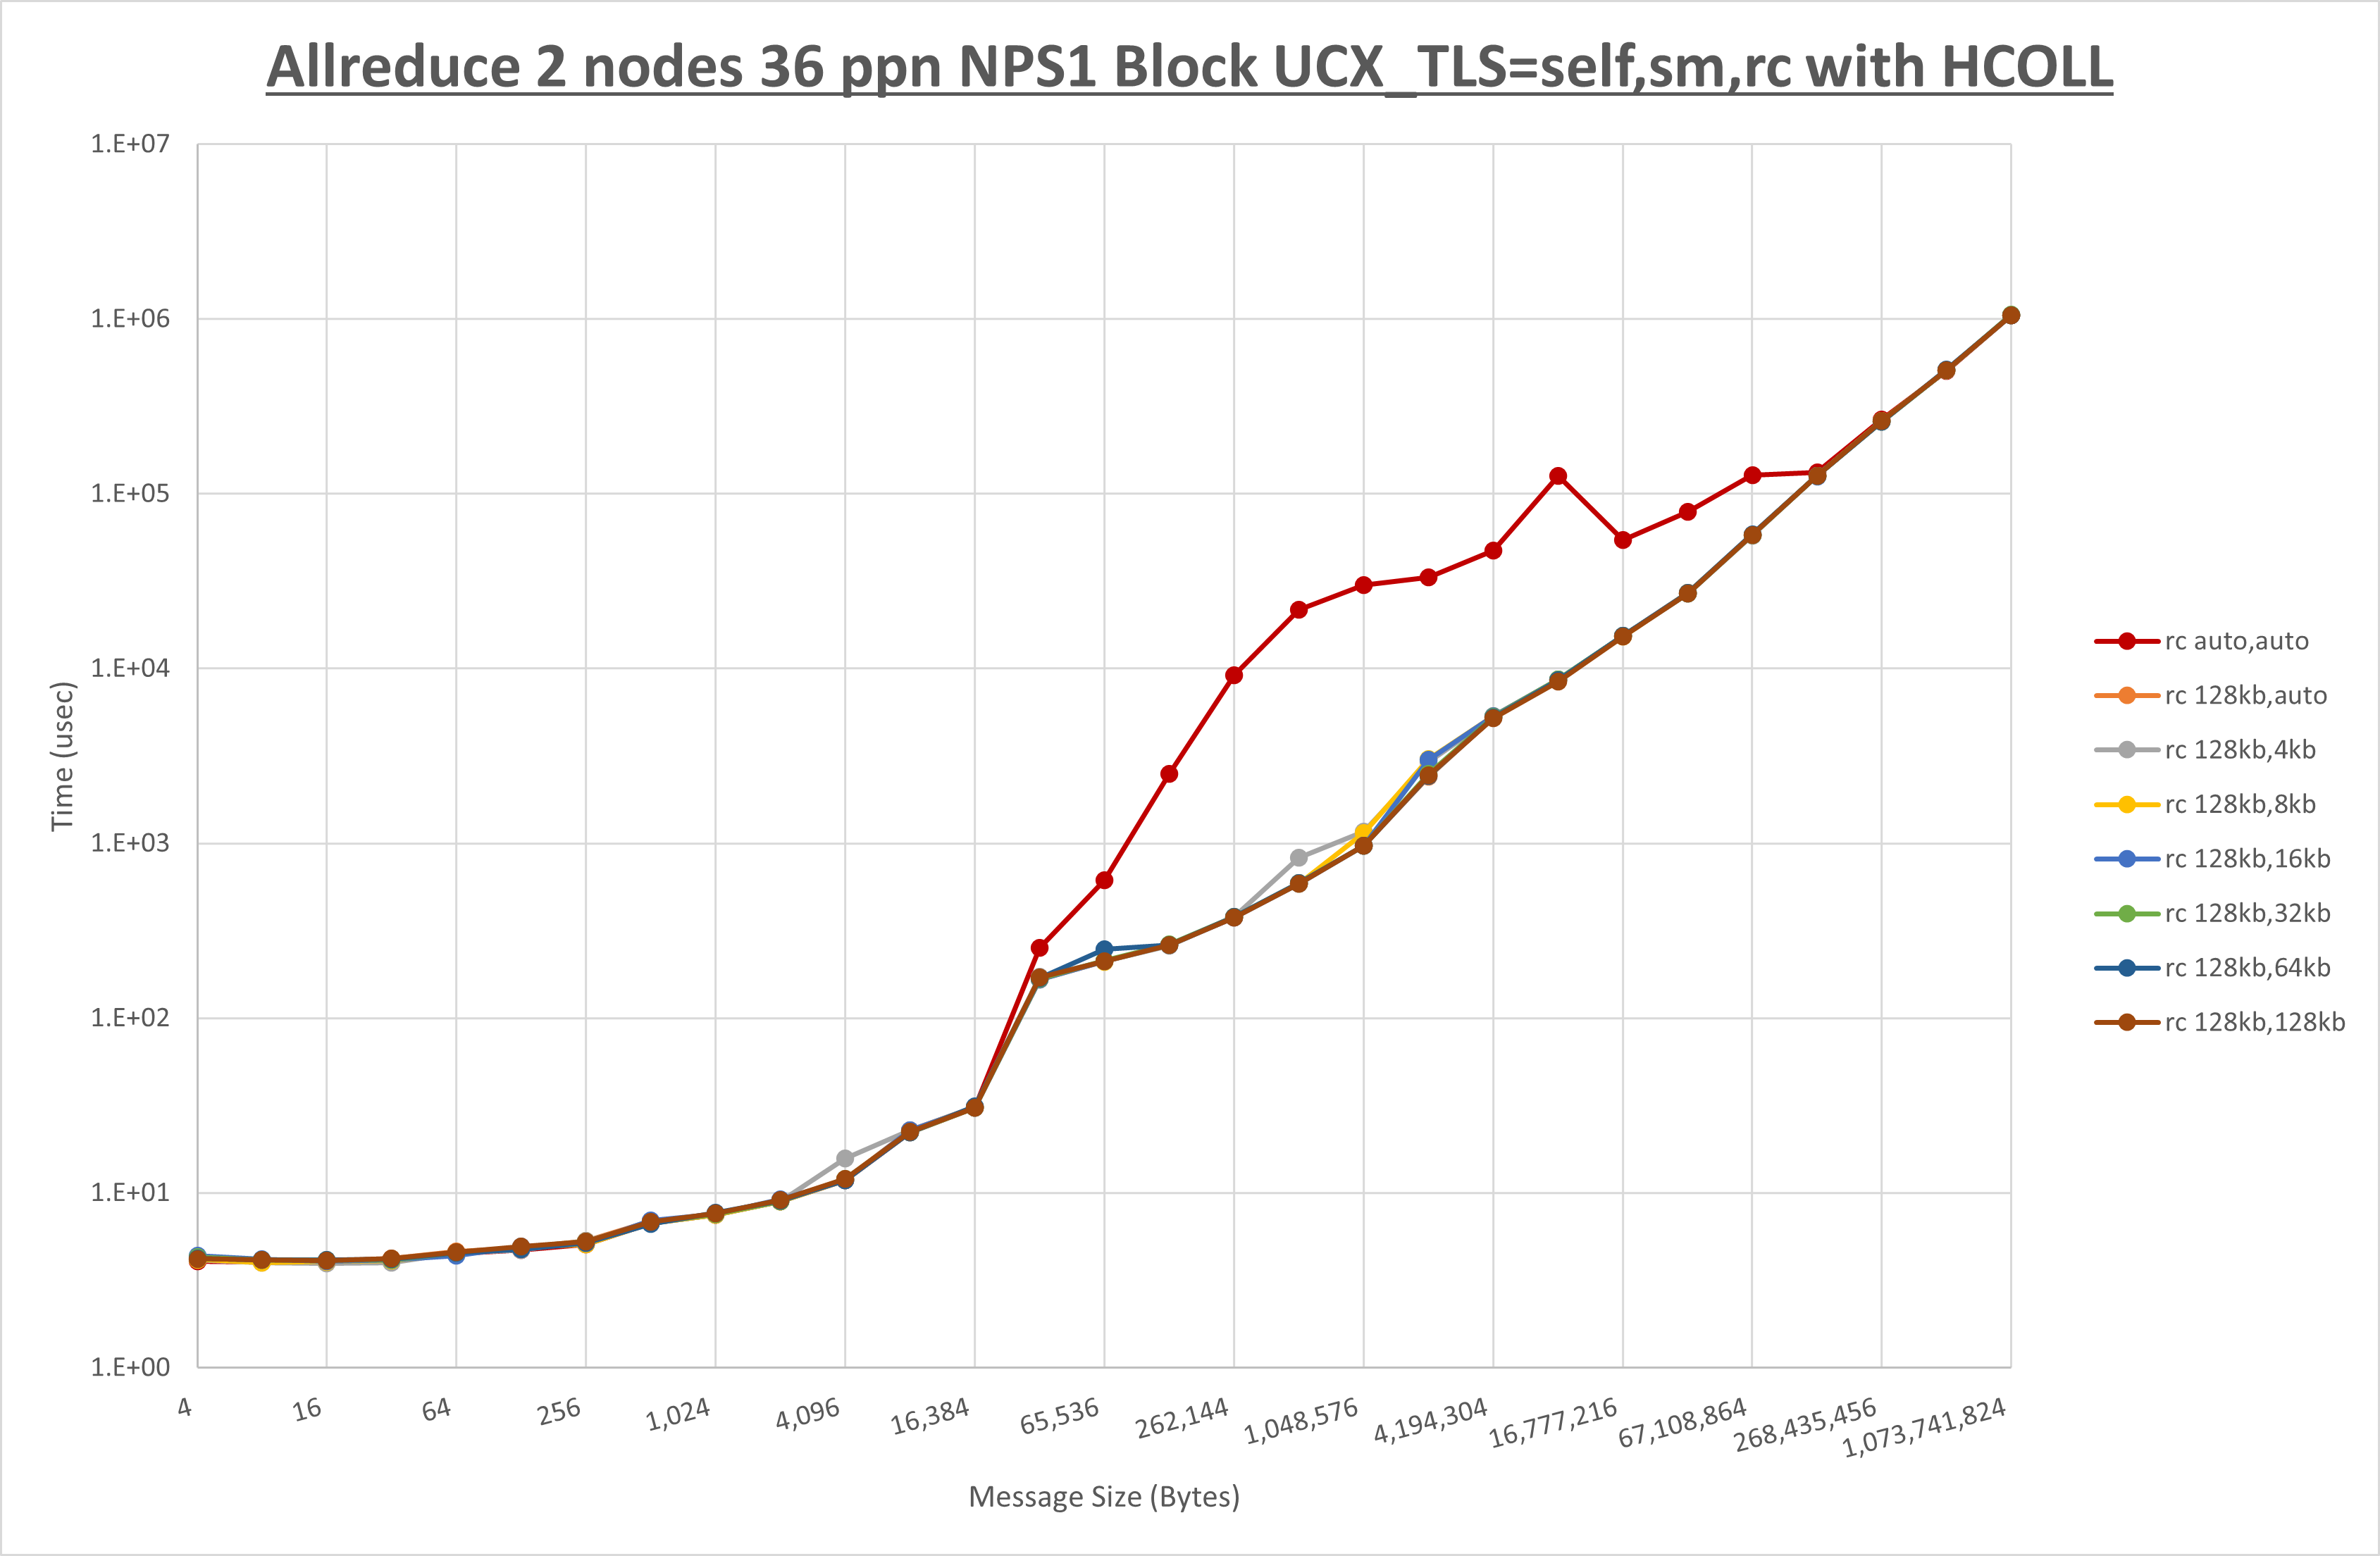 Allreduce 2 nodes 36 ppn NPS1 Block UCX_TLS=self,sm,rc with HCOLL
1.E+07
1.E+06
1.E+05
1.E+04
1.E+03
1.E+02
1.E+01
1.E+00
Time (usec)
4
16
64
256
1,024
4,096
16,384
65,536
262,144
1,048,576
4,194,304
16,777,216
67,108,864
268,435,456
1,073,741,824
Message Size (Bytes)
rc auto,auto
rc 128kb,auto
rc 128kb,4kb
rc 128kb,8kb
rc 128kb,16kb
rc 128kb,32kb
rc 128kb,64kb
rc 128kb,128kb